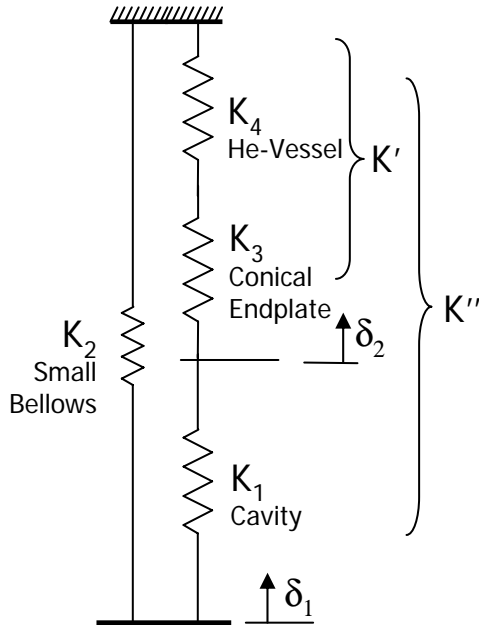 K₄
He-Vessel
K′
K₃
Conical
Endplate
K″
K₂
Small
Bellows
δ₂
K₁
Cavity
δ₁